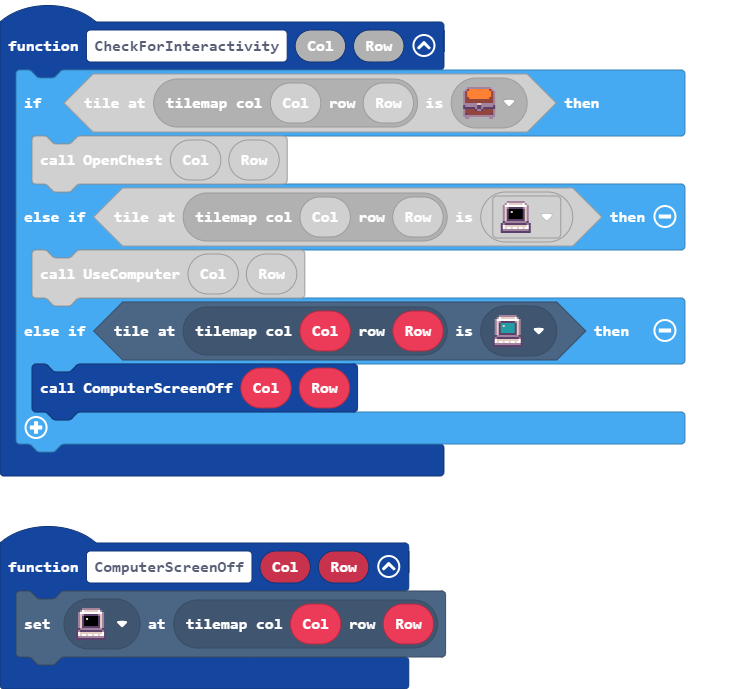 function CheckForInteractivity Col Row
if tile at tilemap col Col row Row is then
call OpenChest Col Row
else if tile at tilemap col Col row Row is then
call UseComputer Col Row
else if tile at tilemap col Col row Row is then
call ComputerScreenOff Col Row
function ComputerScreenOff Col Row
set at tilemap col Col row Row